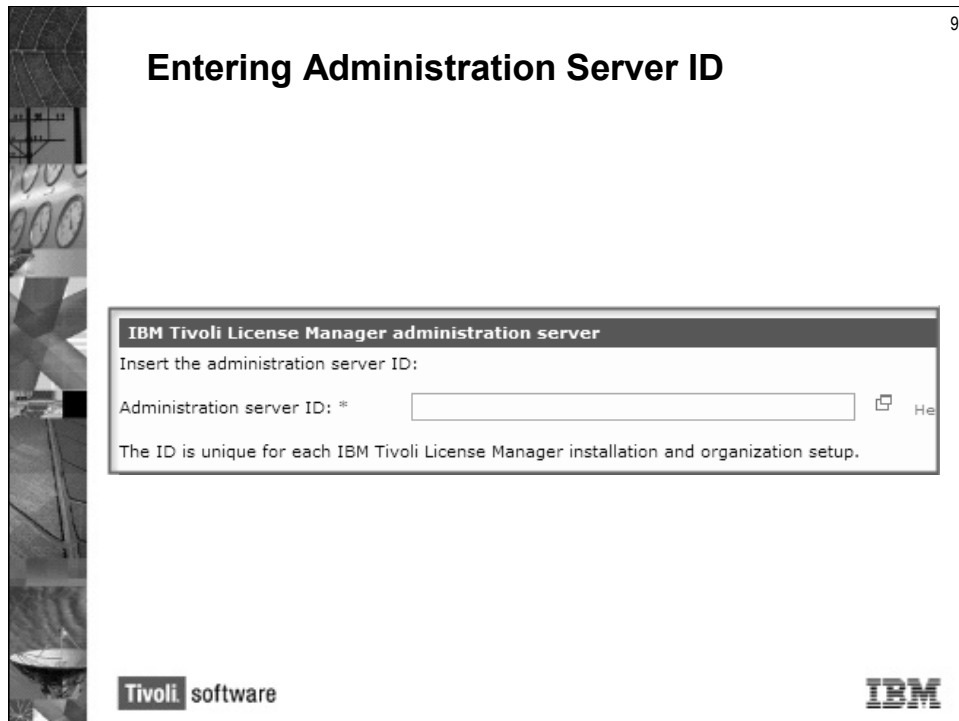 9
Entering Administration Server ID
IBM Tivoli License Manager administration server
Insert the administration server ID:
Administration server ID: *
He
The ID is unique for each IBM Tivoli License Manager installation and organization setup.
Tivoli. software
IBM